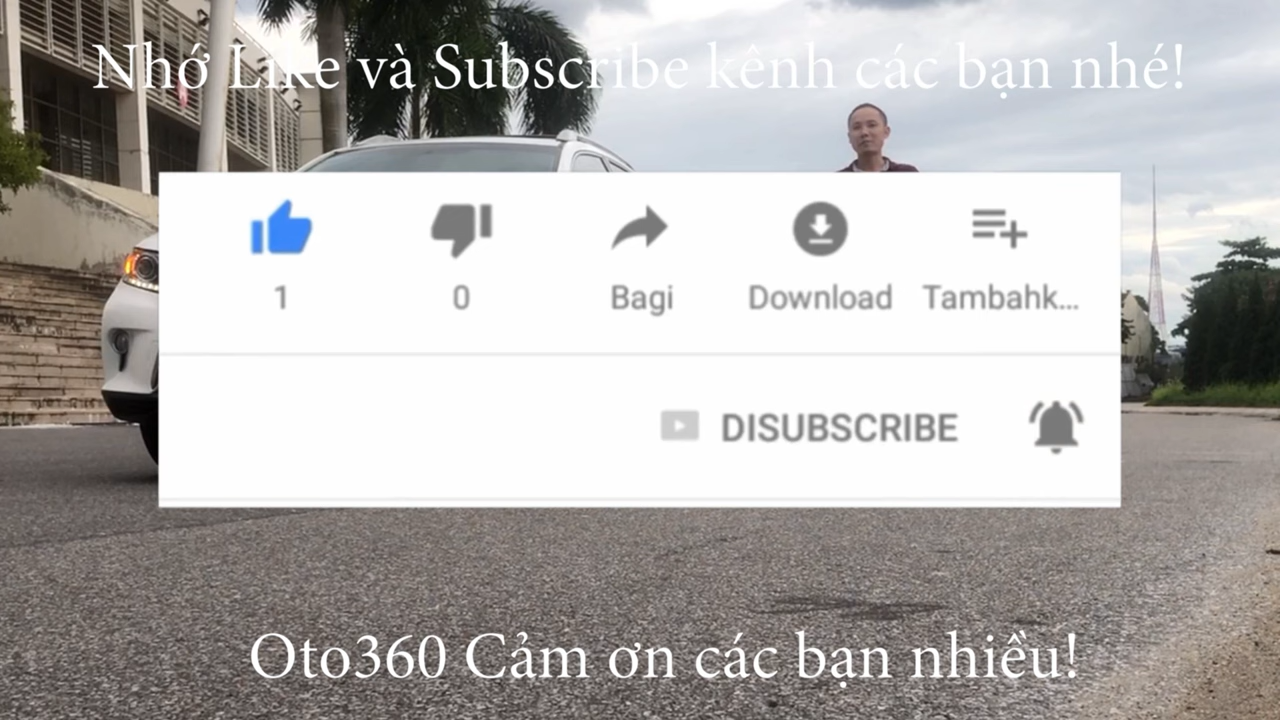 Nhớ Like và Subscribe kênh các bạn nhé!
1 0 Bagi Download Tambahk...
DISUBSCRIBE
Oto360 Cảm ơn các bạn nhiều!